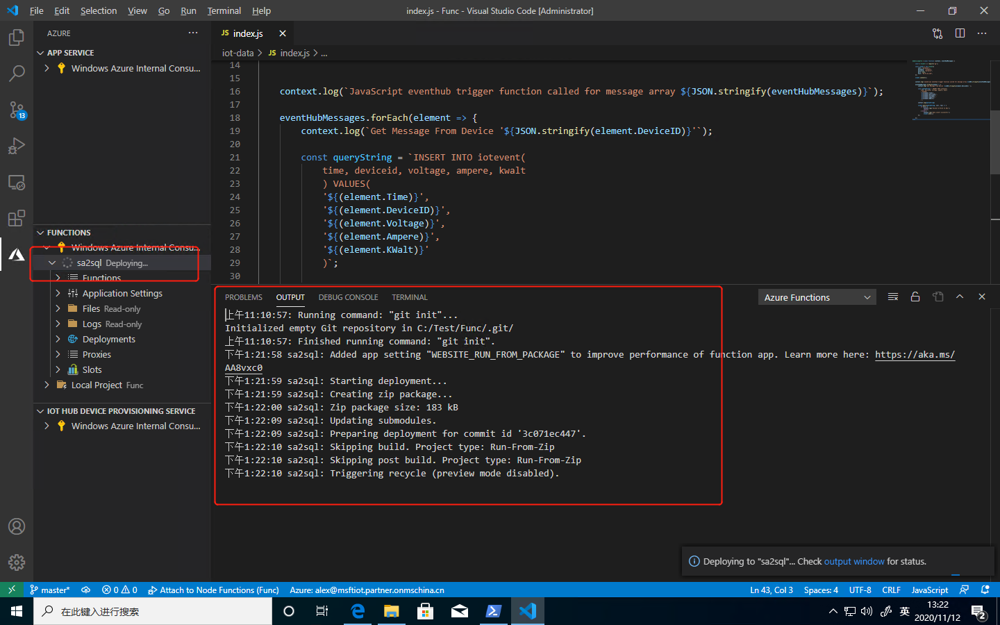 File Edit Selection View Go Run Terminal Help
index.js - Func - Visual Studio Code [Administrator]
AZURE
APP SERVICE
Windows Azure Internal Consu...
13
FUNCTIONS
Windows Azure Internal Consu...
sa2sql Deploying...
Functions
Application Settings
Files Read-only
Logs Read-only
Deployments
Proxies
Slots
Local Project Func
IOT HUB DEVICE PROVISIONING SERVICE
Windows Azure Internal Consu...
JS index.js
iot-data > JS index.js > ...
14
15
16 context.log(`JavaScript eventhub trigger function called for message array ${JSON.stringify(eventHubMessages)}`);
17
18 eventHubMessages.forEach(element => {
19 context.log(`Get Message From Device '${JSON.stringify(element.DeviceID)}'`);
20
21 const queryString = `INSERT INTO iotevent(
22 time, deviceid, voltage, ampere, kwalt
23 ) VALUES(
24 '${(element.Time)}',
25 '${(element.DeviceID)}',
26 '${(element.Voltage)}',
27 '${(element.Ampere)}',
28 '${(element.KWalt)}'
29 )`;
30
PROBLEMS OUTPUT DEBUG CONSOLE TERMINAL
Azure Functions
上午11:10:57: Running command: "git init"...
Initialized empty Git repository in C:/Test/Func/.git/
上午11:10:57: Finished running command: "git init".
下午1:21:58 sa2sql: Added app setting "WEBSITE_RUN_FROM_PACKAGE" to improve performance of function app. Learn more here: https://aka.ms/
AA8vxc0
下午1:21:59 sa2sql: Starting deployment...
下午1:21:59 sa2sql: Creating zip package...
下午1:22:00 sa2sql: Zip package size: 183 kB
下午1:22:09 sa2sql: Updating submodules.
下午1:22:09 sa2sql: Preparing deployment for commit id '3c071ec447'.
下午1:22:10 sa2sql: Skipping build. Project type: Run-From-Zip
下午1:22:10 sa2sql: Skipping post build. Project type: Run-From-Zip
下午1:22:10 sa2sql: Triggering recycle (preview mode disabled).
Deploying to "sa2sql"... Check output window for status.
master* 0 0 Attach to Node Functions (Func) Azure: alex@msftiot.partner.onmschina.cn
Ln 43, Col 3 Spaces: 4 UTF-8 CRLF JavaScript
在此键入进行搜索
英
13:22
2020/11/12
2